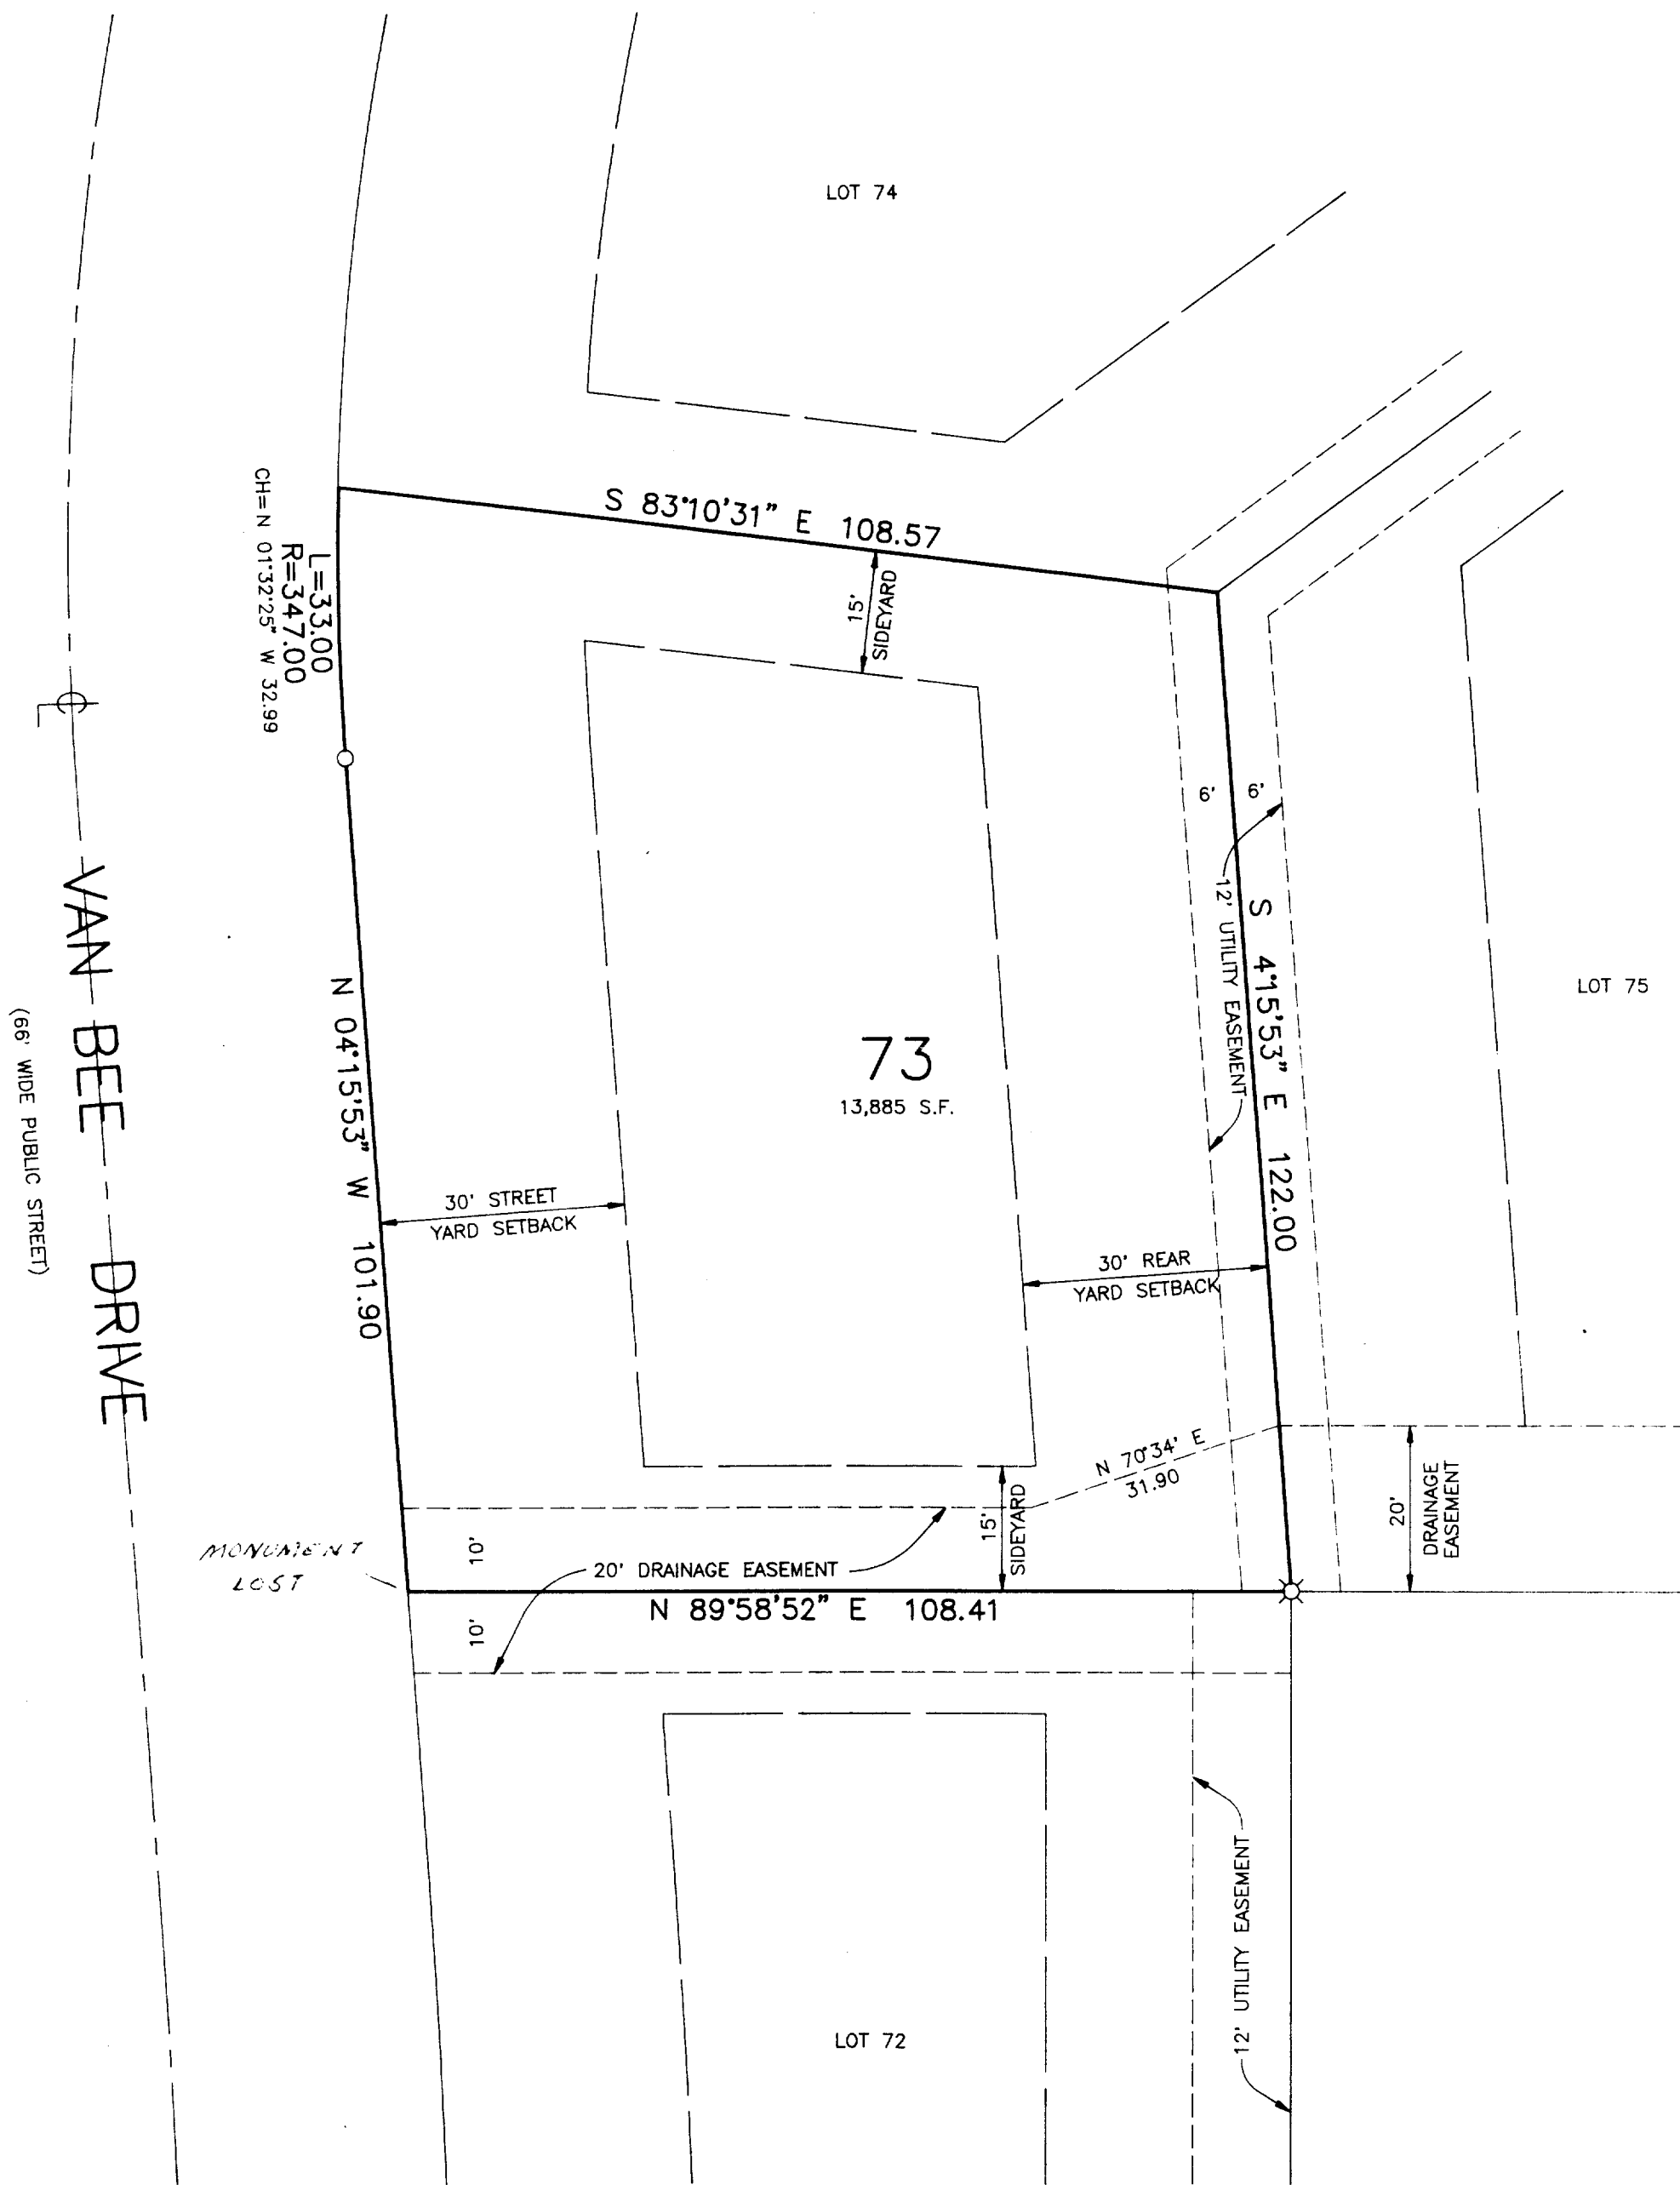 LOT 74
S 83°10'31" E 108.57
15'
SIDEYARD
L=33.00
R=347.00
CH=N 01°32'25" W 32.99
6'
6'
12' UTILITY EASEMENT
S 4°15'53" E 122.00
LOT 75
73
13,885 S.F.
VAN BEE DRIVE
(66' WIDE PUBLIC STREET)
N 04°15'53" W 101.90
30' STREET
YARD SETBACK
30' REAR
YARD SETBACK
N 70°34' E
31.90
15'
SIDEYARD
20'
DRAINAGE
EASEMENT
MONUMENT
LOST
10'
20' DRAINAGE EASEMENT
N 89°58'52" E 108.41
10'
12' UTILITY EASEMENT
LOT 72